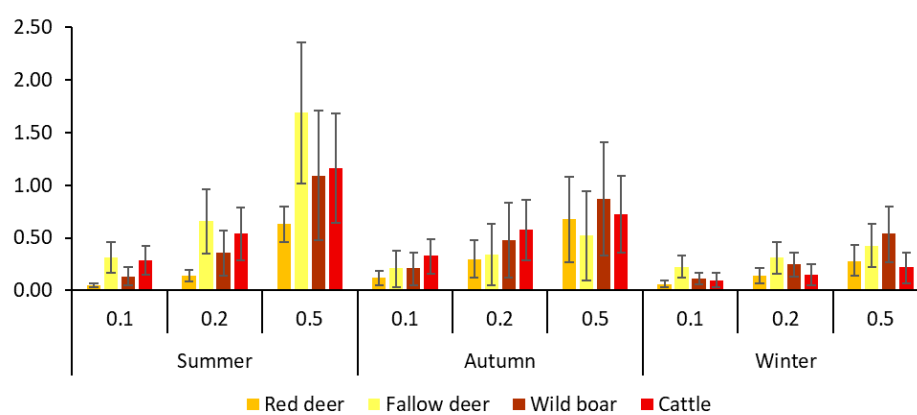 2.50
2.00
1.50
1.00
0.50
0.00
0.1 0.2 0.5 0.1 0.2 0.5 0.1 0.2 0.5
Summer Autumn Winter
Red deer Fallow deer Wild boar Cattle